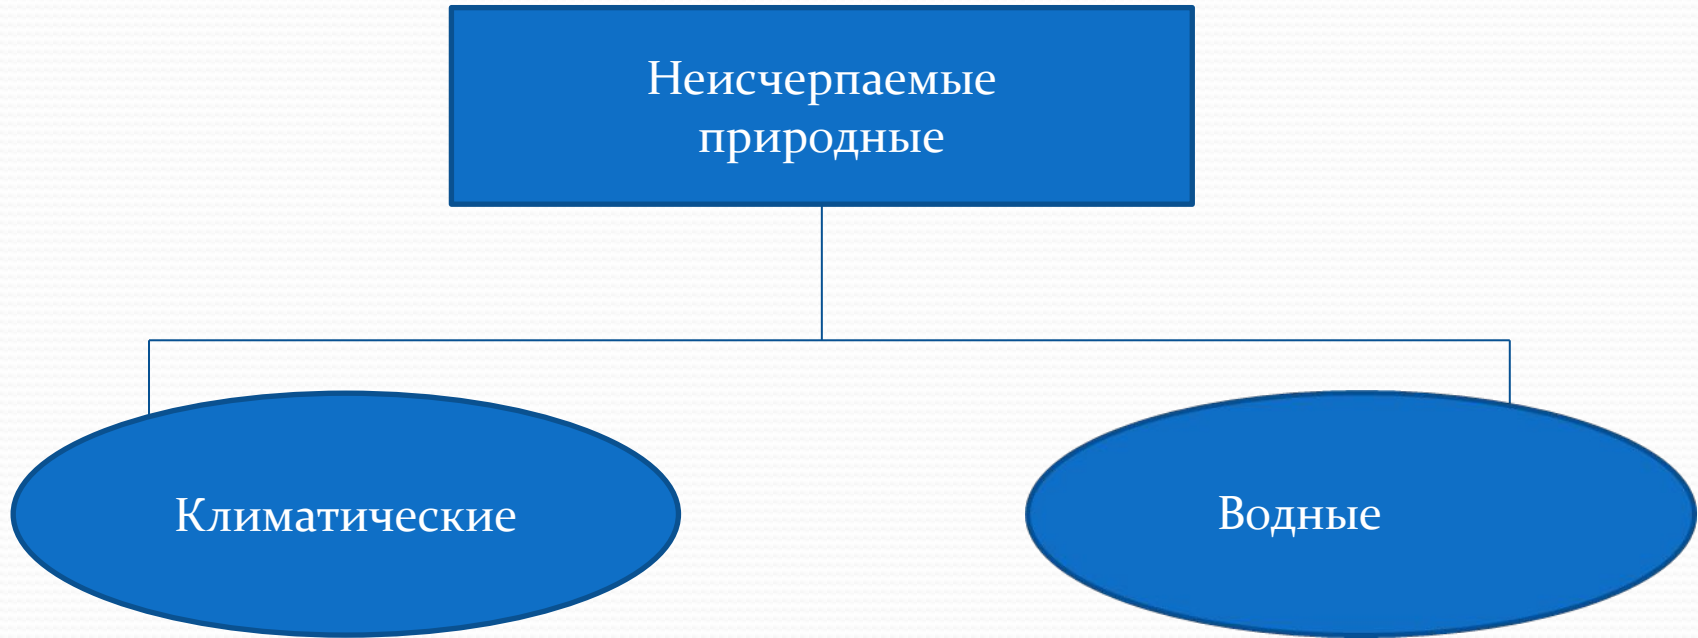 Неисчерпаемые
природные
Климатические
Водные